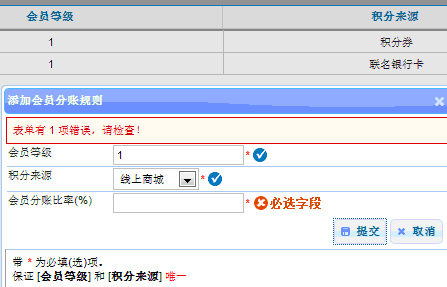 会员等级 积分来源
1 积分券
1 联名银行卡
添加会员分账规则
表单有 1 项错误，请检查！
会员等级 1 *
积分来源 线上商城 *
会员分账比率(%) * 必选字段
提交 取消
带 * 为必填(选)项。
保证 [会员等级] 和 [积分来源] 唯一